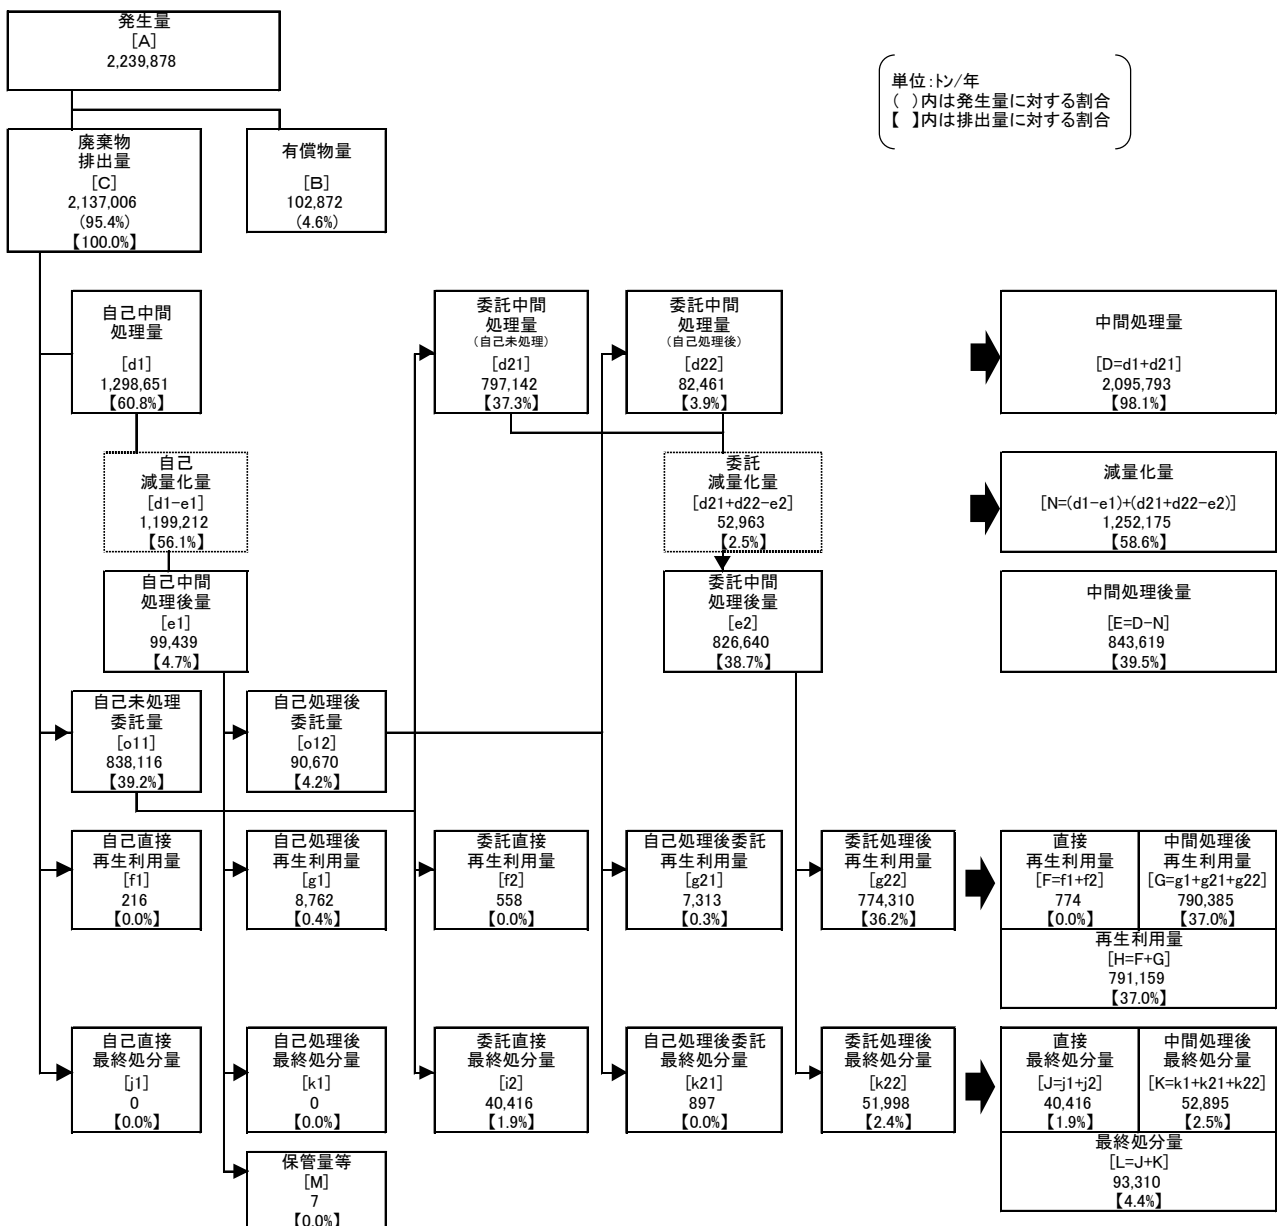 発生量
[A]
2,239,878
単位:トン/年
( )内は発生量に対する割合
【 】内は排出量に対する割合
廃棄物
排出量
[C]
2,137,006
(95.4%)
【100.0%】
有償物量
[B]
102,872
(4.6%)
自己中間
処理量
[d1]
1,298,651
【60.8%】
委託中間
処理量
(自己未処理)
[d21]
797,142
【37.3%】
委託中間
処理量
(自己処理後)
[d22]
82,461
【3.9%】
中間処理量
[D=d1+d21]
2,095,793
【98.1%】
自己
減量化量
[d1-e1]
1,199,212
【56.1%】
委託
減量化量
[d21+d22-e2]
52,963
【2.5%】
減量化量
[N=(d1-e1)+(d21+d22-e2)]
1,252,175
【58.6%】
自己中間
処理後量
[e1]
99,439
【4.7%】
委託中間
処理後量
[e2]
826,640
【38.7%】
中間処理後量
[E=D-N]
843,619
【39.5%】
自己未処理
委託量
[o11]
838,116
【39.2%】
自己処理後
委託量
[o12]
90,670
【4.2%】
自己直接
再生利用量
[f1]
216
【0.0%】
自己処理後
再生利用量
[g1]
8,762
【0.4%】
委託直接
再生利用量
[f2]
558
【0.0%】
自己処理後委託
再生利用量
[g21]
7,313
【0.3%】
委託処理後
再生利用量
[g22]
774,310
【36.2%】
直接
再生利用量
[F=f1+f2]
774
【0.0%】
中間処理後
再生利用量
[G=g1+g21+g22]
790,385
【37.0%】
再生利用量
[H=F+G]
791,159
【37.0%】
自己直接
最終処分量
[j1]
0
【0.0%】
自己処理後
最終処分量
[k1]
0
【0.0%】
委託直接
最終処分量
[i2]
40,416
【1.9%】
自己処理後委託
最終処分量
[k21]
897
【0.0%】
委託処理後
最終処分量
[k22]
51,998
【2.4%】
直接
最終処分量
[J=j1+j2]
40,416
【1.9%】
中間処理後
最終処分量
[K=k1+k21+k22]
52,895
【2.5%】
最終処分量
[L=J+K]
93,310
【4.4%】
保管量等
[M]
7
【0.0%】